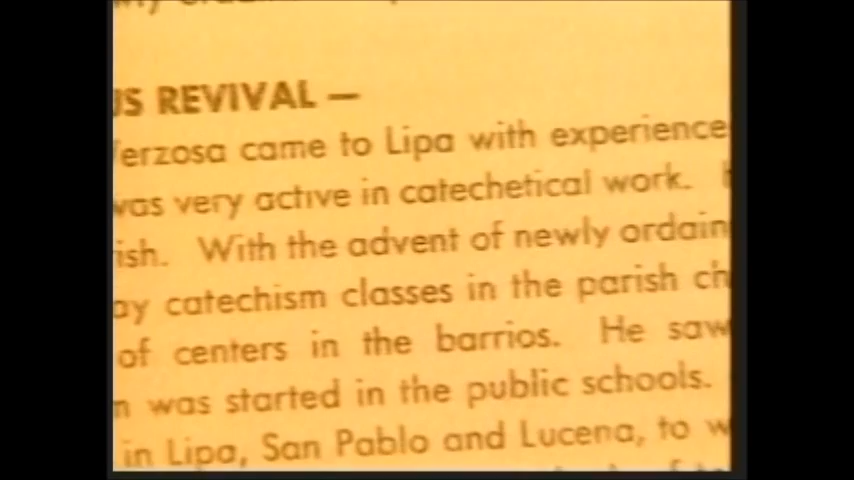 US REVIVAL —
Verzosa came to Lipa with experience
was very active in catechetical work.
ish. With the advent of newly ordain
ay catechism classes in the parish ch
of centers in the barrios. He saw
n was started in the public schools.
in Lipa, San Pablo and Lucena, to w